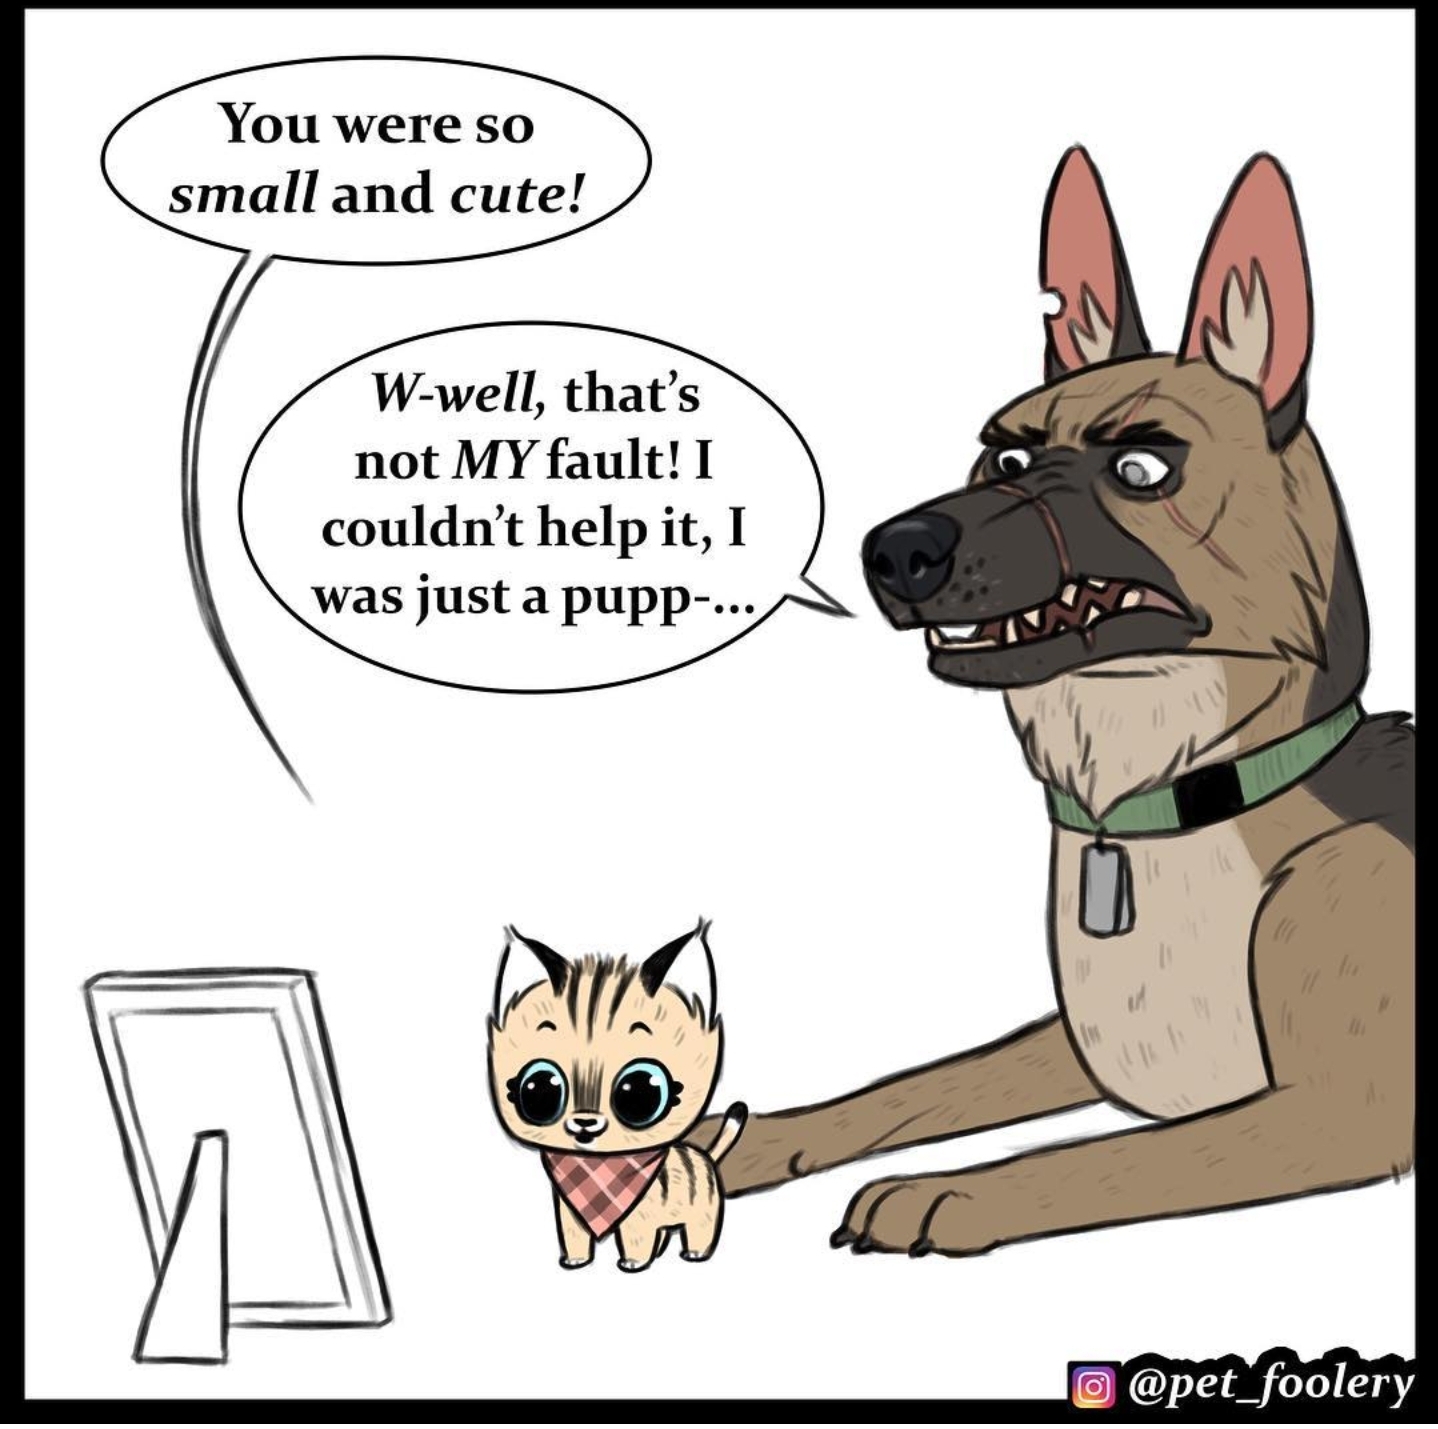 You were so
small and cute!
W-well, that's
not MY fault! I
couldn't help it, I
was just a pupp-...
@pet_foolery